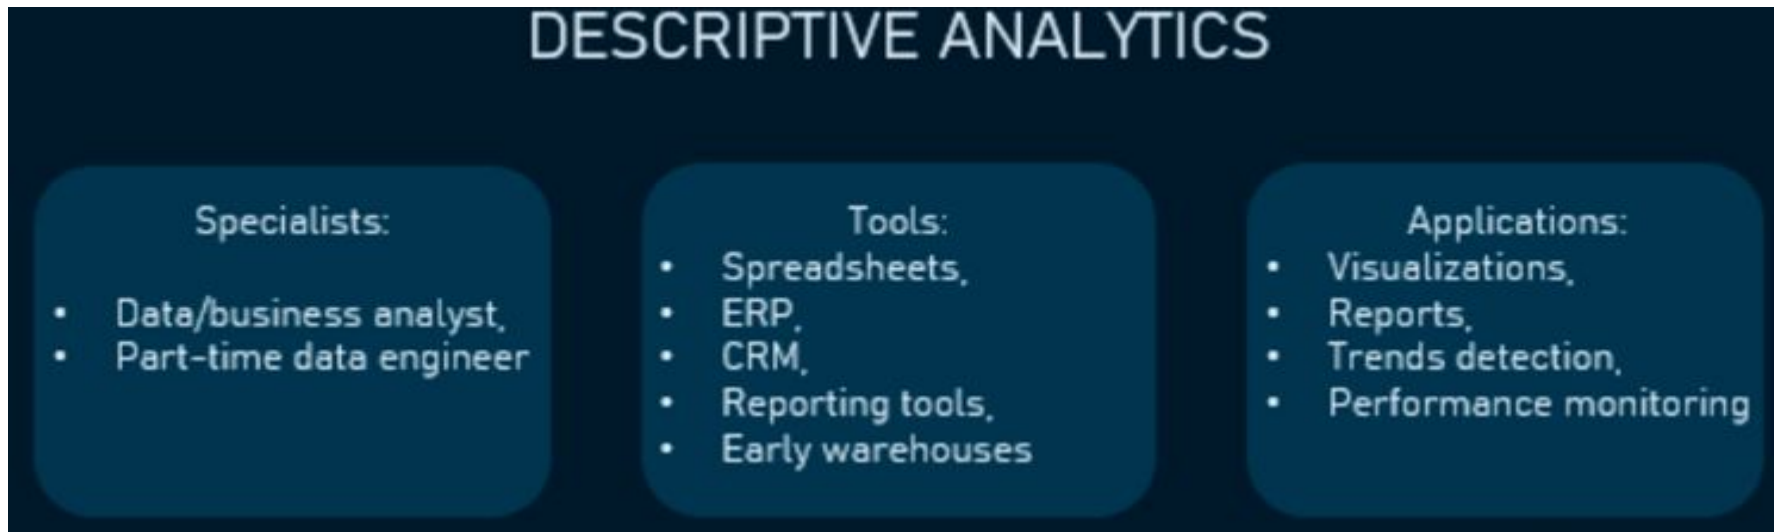 DESCRIPTIVE ANALYTICS
Specialists:
• Data/business analyst,
• Part-time data engineer
Tools:
• Spreadsheets,
• ERP,
• CRM,
• Reporting tools,
• Early warehouses
Applications:
• Visualizations,
• Reports,
• Trends detection,
• Performance monitoring